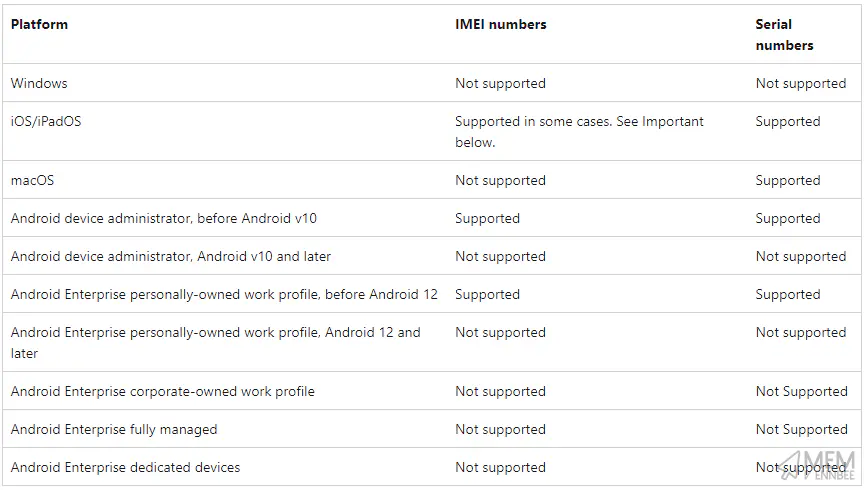 Platform IMEI numbers Serial
numbers
Windows Not supported Not supported
iOS/iPadOS Supported in some cases. See Important Supported
below.
macOS Not supported Supported
Android device administrator, before Android v10 Supported Supported
Android device administrator, Android v10 and later Not supported Not supported
Android Enterprise personally-owned work profile, before Android 12 Supported Supported
Android Enterprise personally-owned work profile, Android 12 and Not supported Not supported
later
Android Enterprise corporate-owned work profile Not supported Not Supported
Android Enterprise fully managed Not supported Not Supported
Android Enterprise dedicated devices Not supported Not supported
MEM
ENNBEE